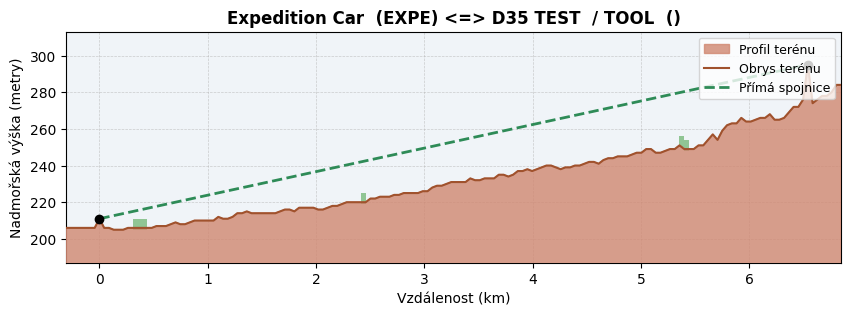 Expedition Car  (EXPE) <=> D35 TEST  / TOOL  ()
Nadmořská výška (metry)
300
280
260
240
220
200
Profil terénu
Obrys terénu
Přímá spojnice
0 1 2 3 4 5 6
Vzdálenost (km)